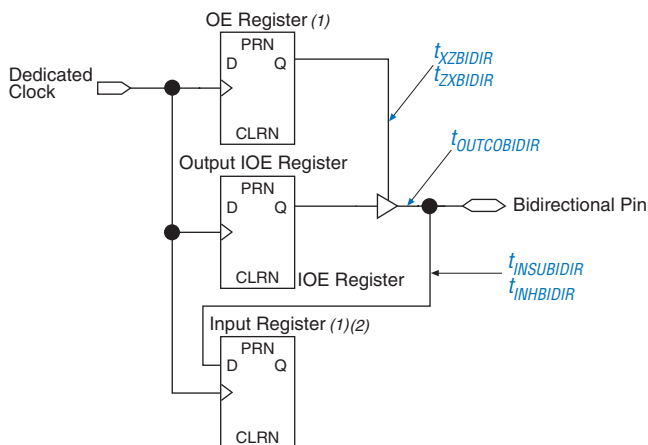 OE Register (1)
PRN
D Q
CLRN
Dedicated
Clock
tXZBIDIR
tZXBIDIR
tOUTCOBIDIR
Output IOE Register
PRN
D Q
CLRN
IOE Register
Bidirectional Pin
tINSUBIDIR
tINHBIDIR
Input Register (1)(2)
PRN
D Q
CLRN